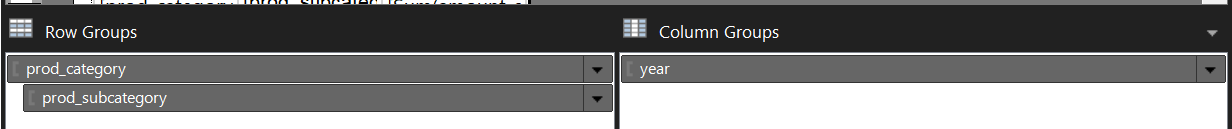 Row Groups
Column Groups
prod_category
year
prod_subcategory